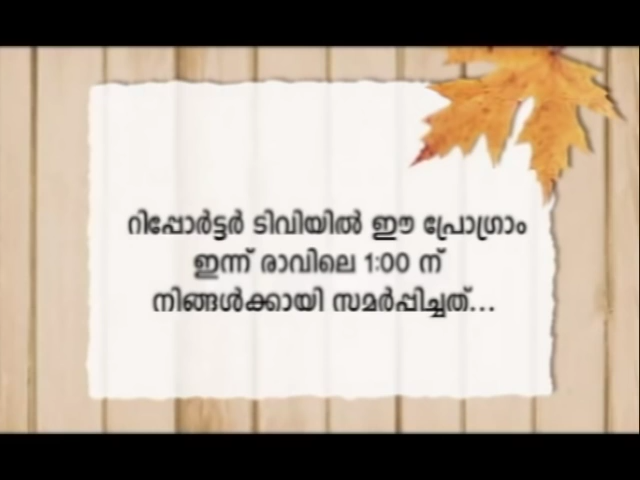 റിപ്പോർട്ടർ ടിവിയിൽ ഈ പ്രോഗ്രാം
ഇന്ന് രാവിലെ 1:00 ന്
നിങ്ങൾക്കായി സമർപ്പിച്ചത്...